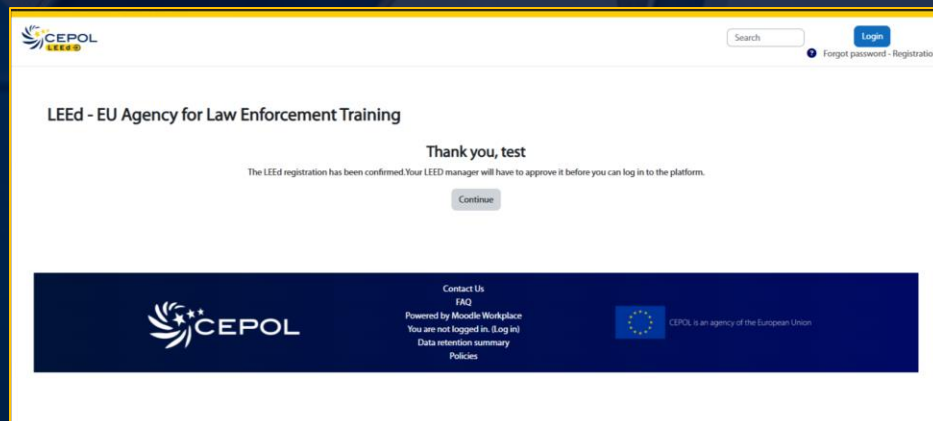 CEPOL
LEEd
Search
Login
Forgot password - Registratio
LEEd - EU Agency for Law Enforcement Training
Thank you, test
The LEEd registration has been confirmed.Your LEED manager will have to approve it before you can log in to the platform.
Continue
Contact Us
FAQ
Powered by Moodle Workplace
You are not logged in. (Log in)
Data retention summary
Policies
CEPOL
CEPOL is an agency of the European Union